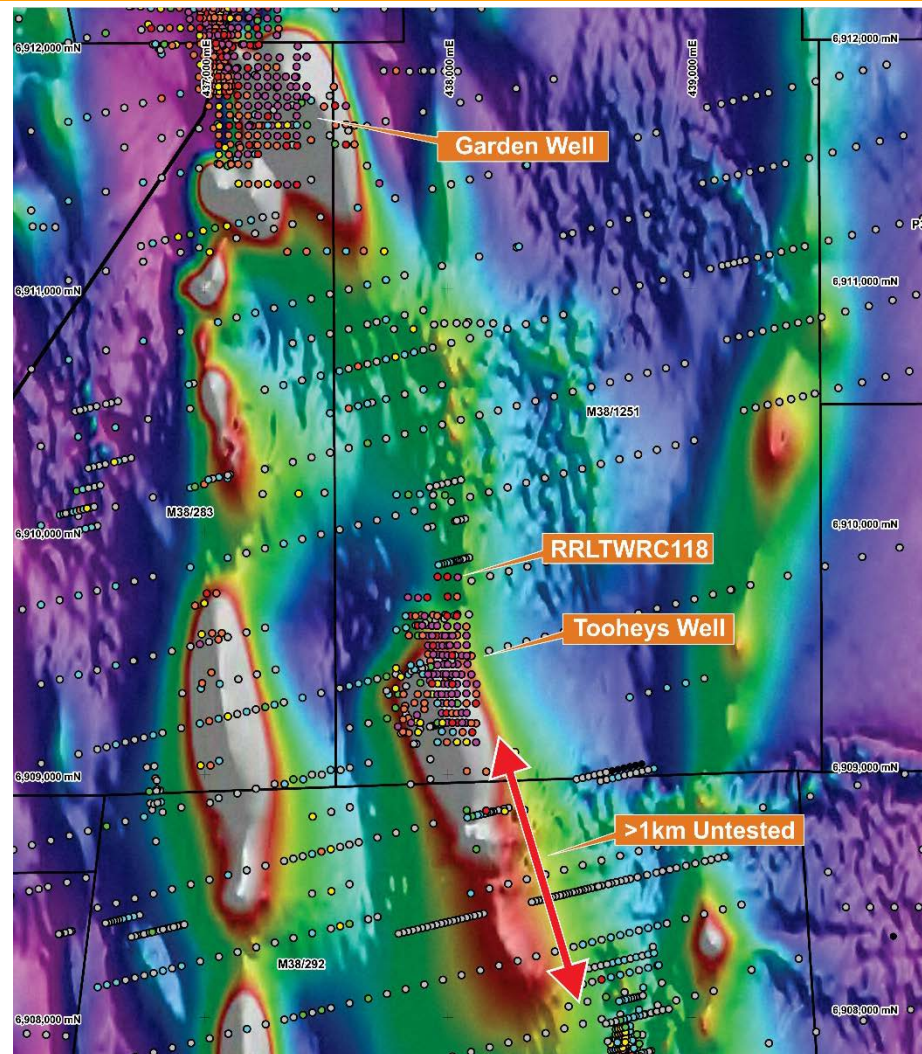 6,912,000 mN
437,000 mE
438,000 mE
439,000 mE
6,912,000 mN
Garden Well
6,911,000 mN
6,911,000 mN
M38/1251
M38/283
6,910,000 mN
6,910,000 mN
RRLTWRC118
Tooheys Well
6,909,000 mN
6,909,000 mN
>1km Untested
M38/292
6,908,000 mN
6,908,000 mN